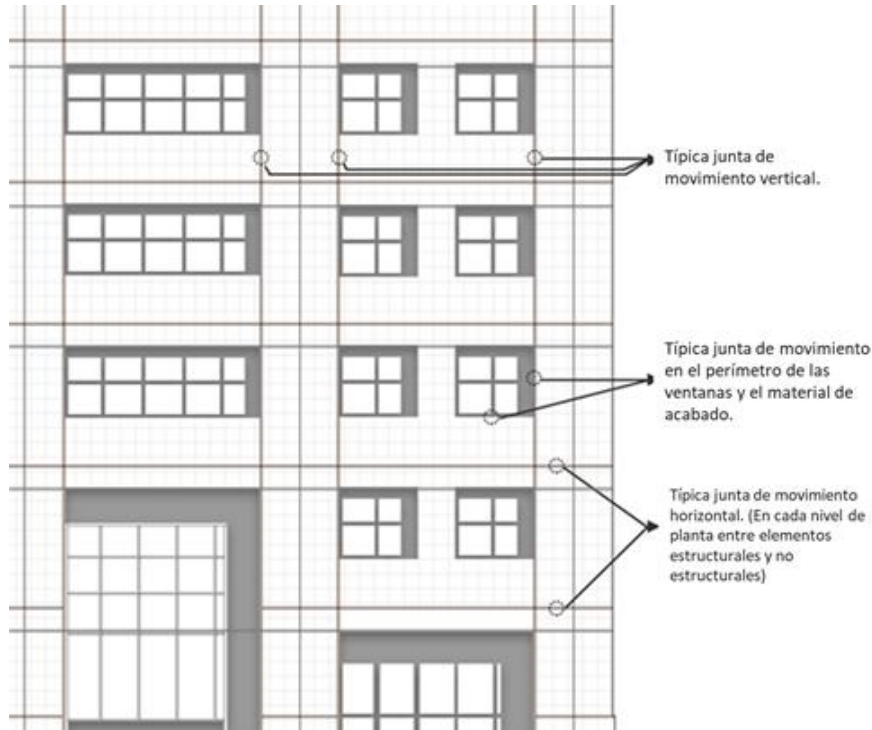 Típica junta de
movimiento vertical.
Típica junta de movimiento
en el perímetro de las
ventanas y el material de
acabado.
Típica junta de movimiento
horizontal. (En cada nivel de
planta entre elementos
estructurales y no
estructurales)